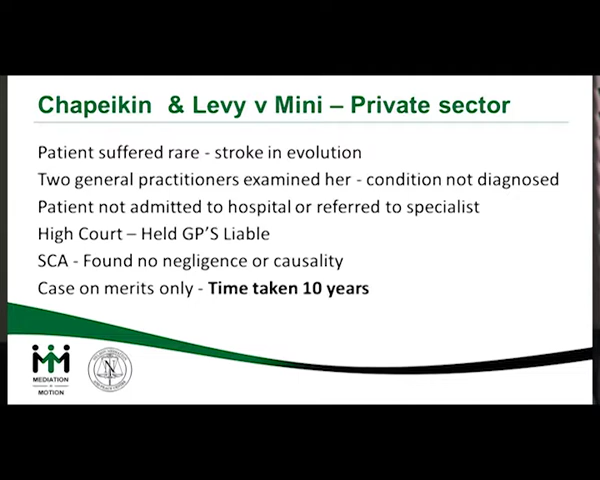 Chapeikin & Levy v Mini – Private sector
Patient suffered rare - stroke in evolution
Two general practitioners examined her - condition not diagnosed
Patient not admitted to hospital or referred to specialist
High Court – Held GP'S Liable
SCA - Found no negligence or causality
Case on merits only - Time taken 10 years
MEDIATION
MOTION